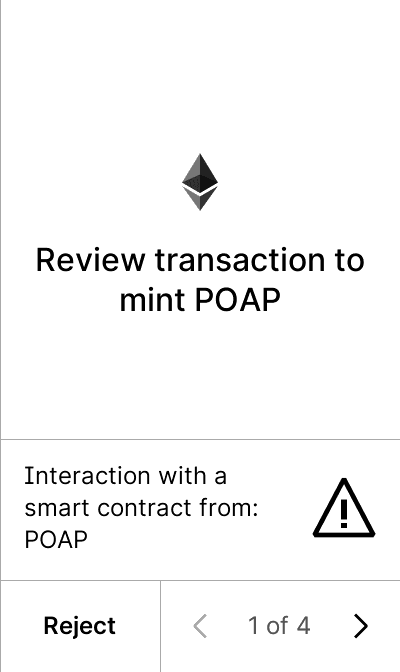 Review transaction to
mint POAP
Interaction with a
smart contract from:
POAP
Reject
1 of 4